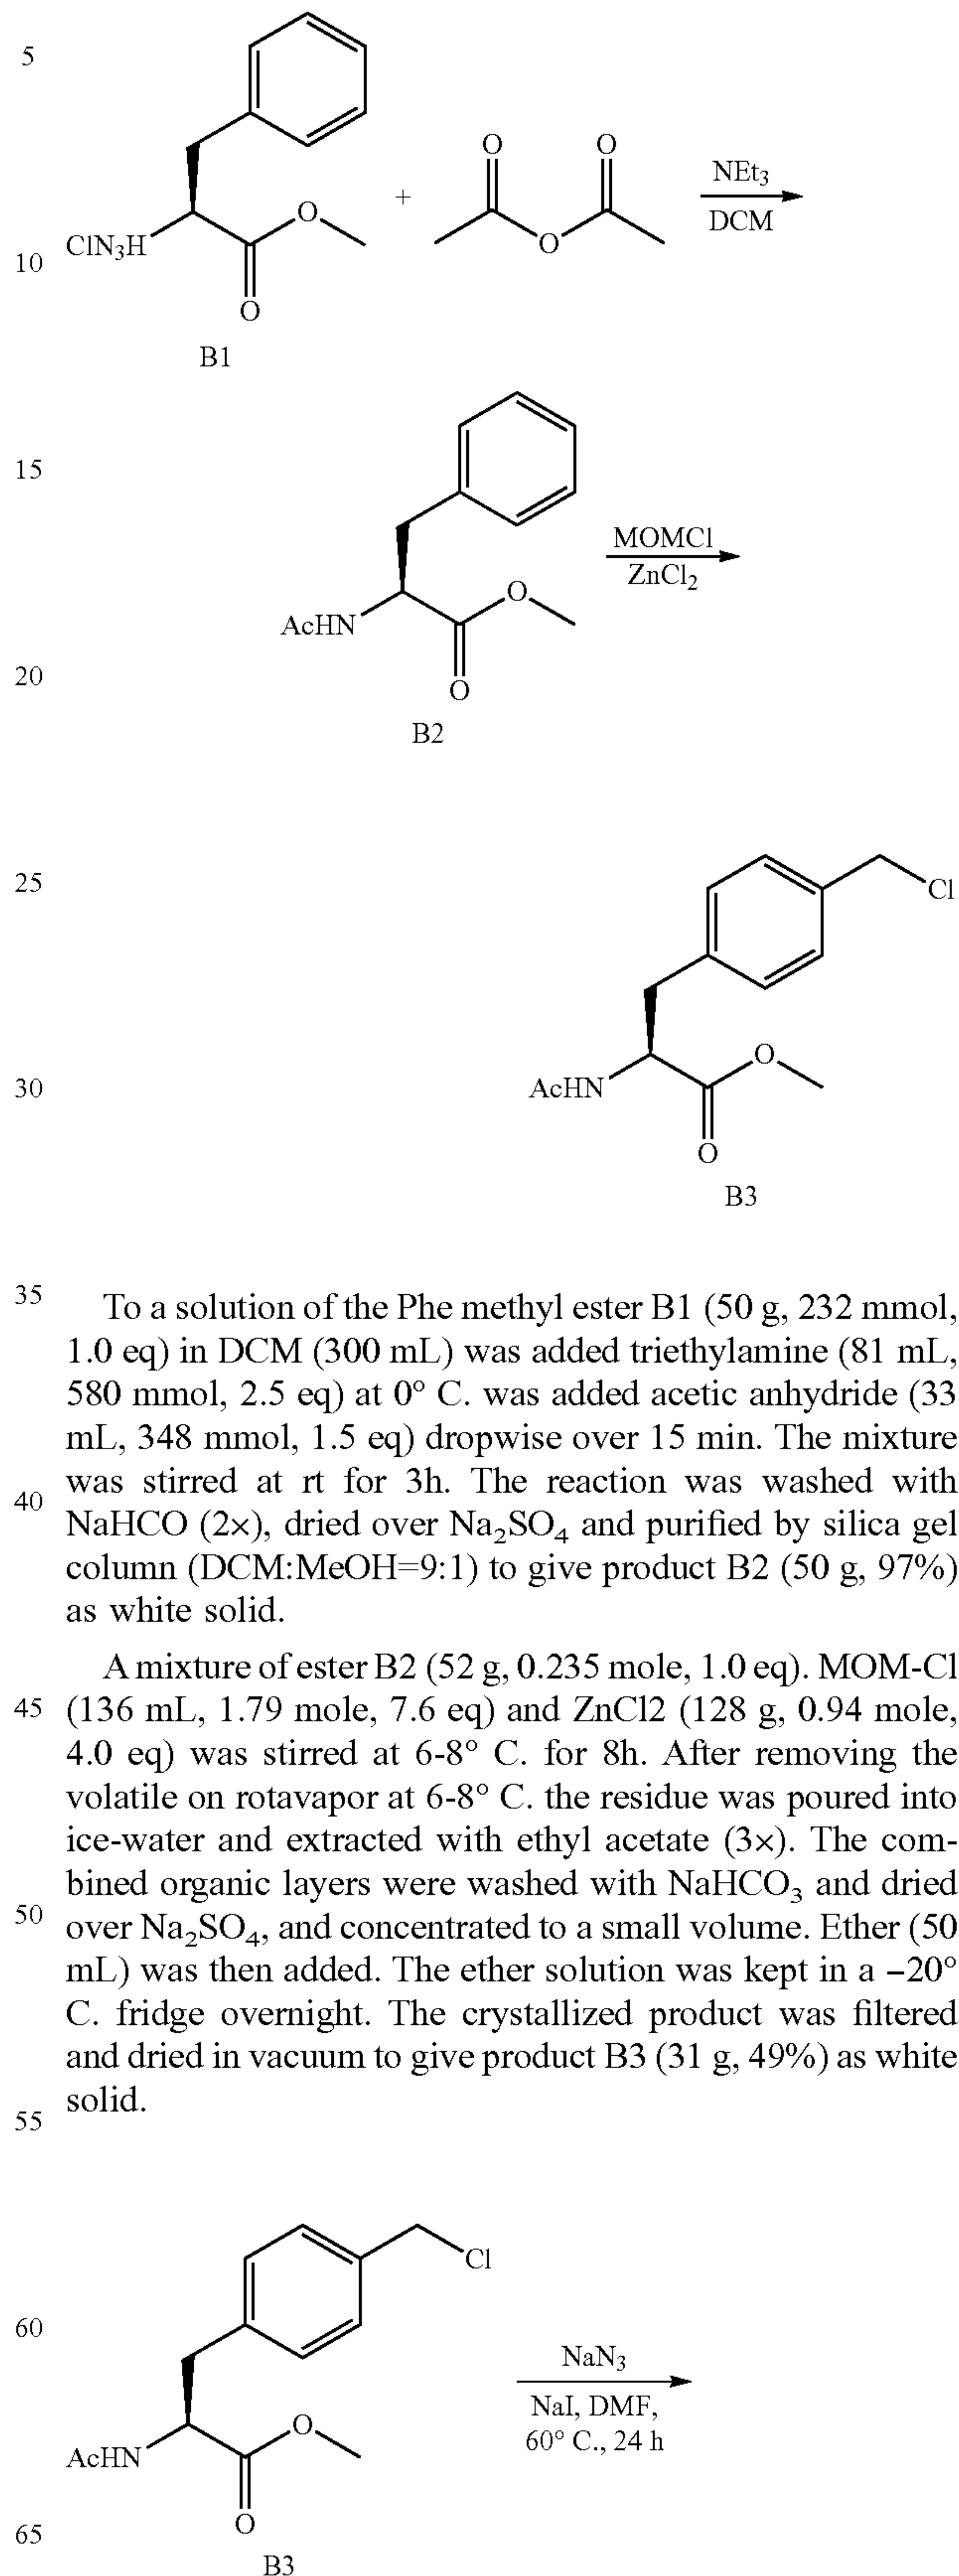 5
O
O
NEt3
DCM
+
O
ClN3H
O
10
O
B1
15
MOMCl
ZnCl2
O
AcHN
20
O
B2
25
Cl
O
30
AcHN
O
B3
35
To a solution of the Phe methyl ester B1 (50 g, 232 mmol,
1.0 eq) in DCM (300 mL) was added triethylamine (81 mL,
580 mmol, 2.5 eq) at 0° C. was added acetic anhydride (33
mL, 348 mmol, 1.5 eq) dropwise over 15 min. The mixture
was stirred at rt for 3h. The reaction was washed with
40
NaHCO (2×), dried over Na2SO4 and purified by silica gel
column (DCM:MeOH=9:1) to give product B2 (50 g, 97%)
as white solid.
A mixture of ester B2 (52 g, 0.235 mole, 1.0 eq). MOM-Cl
45
(136 mL, 1.79 mole, 7.6 eq) and ZnCl2 (128 g, 0.94 mole,
4.0 eq) was stirred at 6-8° C. for 8h. After removing the
volatile on rotavapor at 6-8° C. the residue was poured into
ice-water and extracted with ethyl acetate (3×). The com-
bined organic layers were washed with NaHCO3 and dried
50
over Na2SO4, and concentrated to a small volume. Ether (50
mL) was then added. The ether solution was kept in a −20°
C. fridge overnight. The crystallized product was filtered
and dried in vacuum to give product B3 (31 g, 49%) as white
solid.
55
Cl
60
NaN3
NaI, DMF,
60° C., 24 h
O
AcHN
O
65
B3